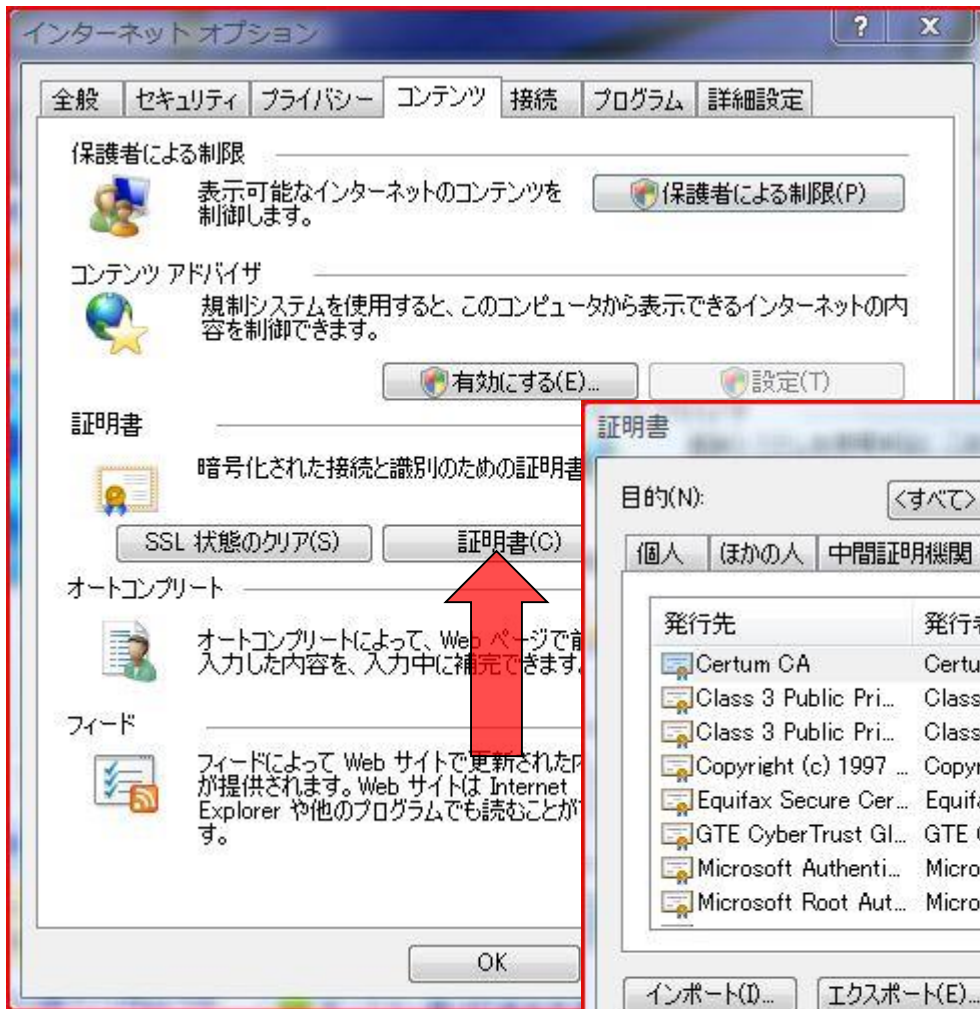 インターネット オプション
? X
全般 セキュリティ プライバシー コンテンツ 接続 プログラム 詳細設定
保護者による制限
表示可能なインターネットのコンテンツを
制御します。
保護者による制限(P)
コンテンツ アドバイザ
規制システムを使用すると、このコンピュータから表示できるインターネットの内
容を制御できます。
有効にする(E)... 設定(T)
証明書
暗号化された接続と識別のための証明書
SSL 状態のクリア(S) 証明書(C)
オートコンプリート
オートコンプリートによって、Web ページで前
入力した内容を、入力中に補完できます。
フィード
フィードによって Web サイトで更新された内
が提供されます。Web サイトは Internet
Explorer や他のプログラムでも読むことが
す。
OK
証明書
目的(N): <すべて>
個人 ほかの人 中間証明機関
発行先 発行者
Certum CA Certu
Class 3 Public Pri... Class
Class 3 Public Pri... Class
Copyright (c) 1997 ... Copyr
Equifax Secure Cer... Equifa
GTE CyberTrust Gl... GTE C
Microsoft Authenti... Micro
Microsoft Root Aut... Micro
インポート(I)... エクスポート(E)...